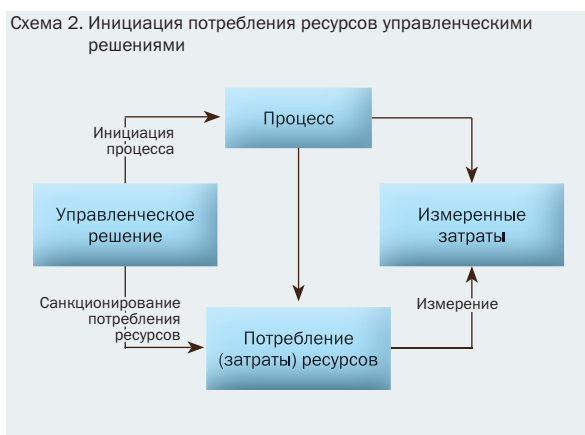 Схема 2. Инициация потребления ресурсов управленческими
решениями
Процесс
Инициация
процесса
Управленческое
решение
Измеренные
затраты
Санкционирование
потребления
ресурсов
Измерение
Потребление
(затраты) ресурсов